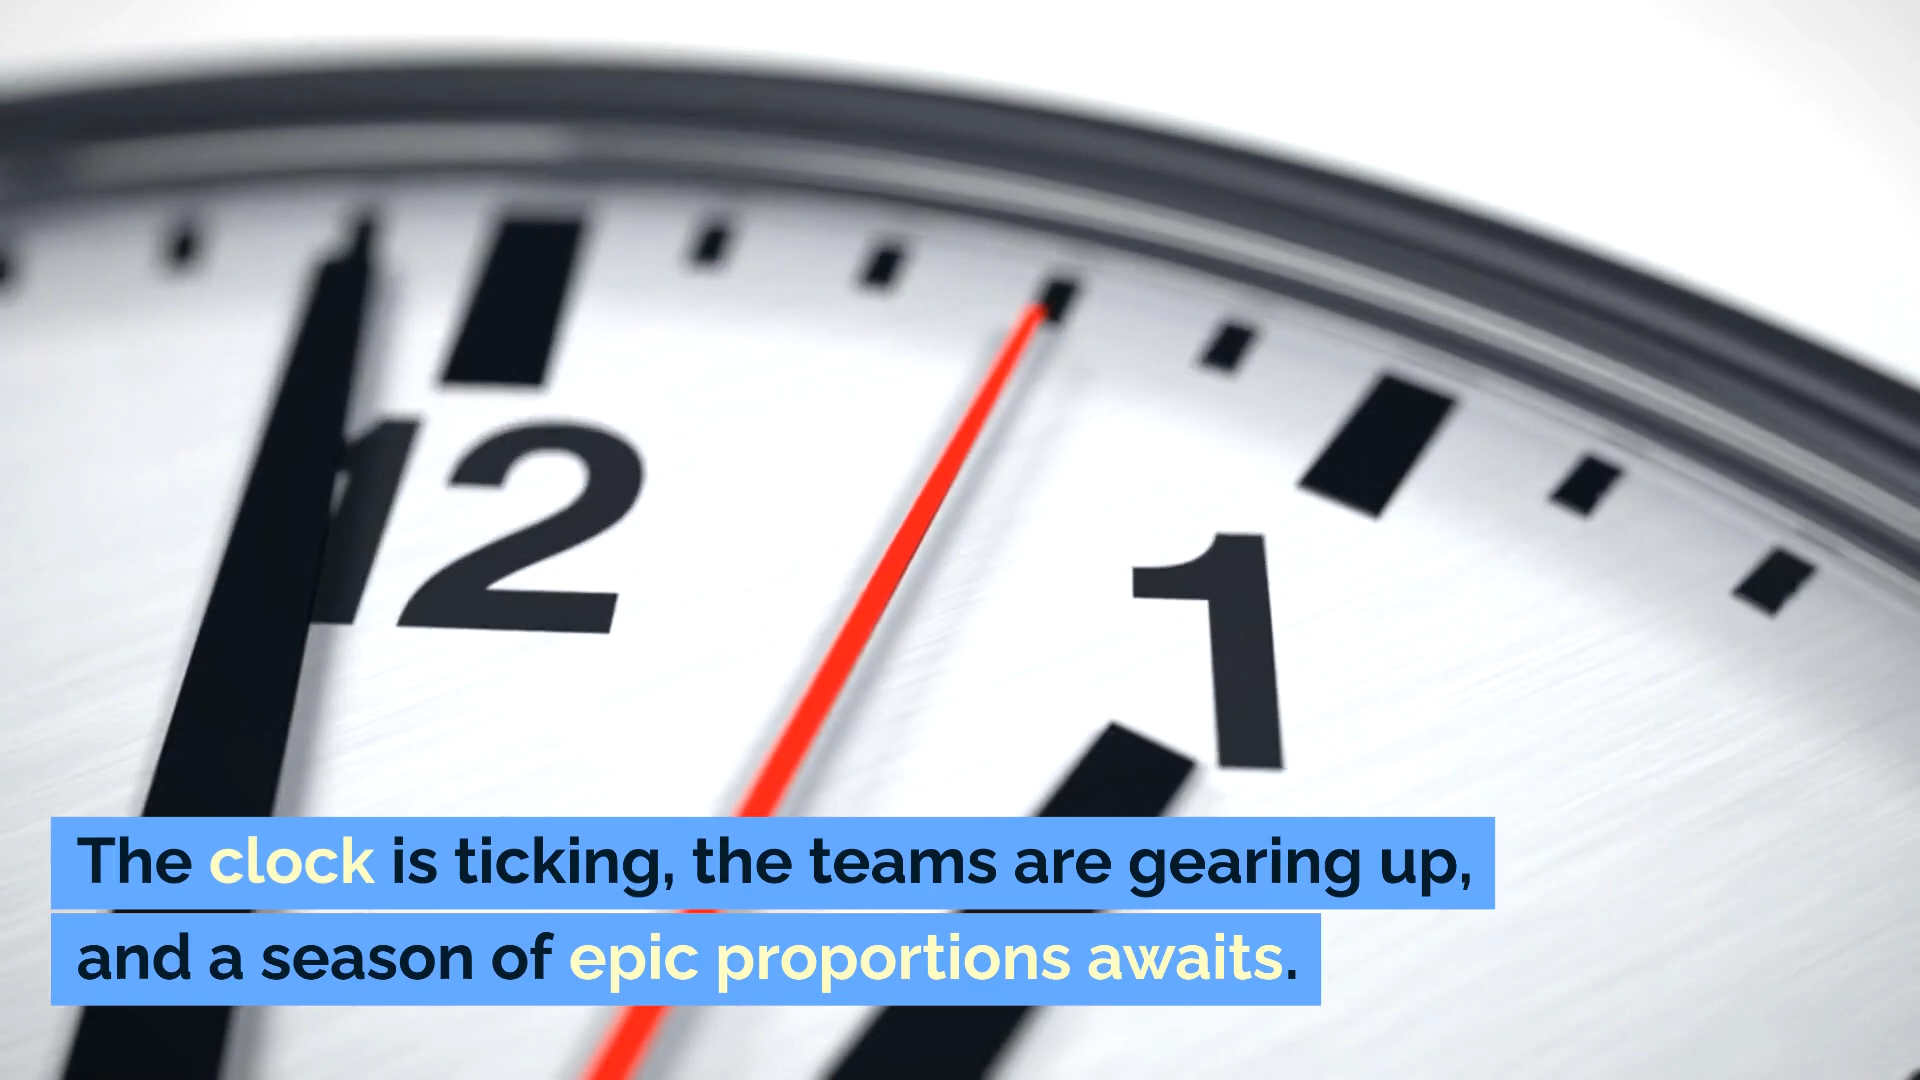 12
1
The clock is ticking, the teams are gearing up,
and a season of epic proportions awaits.